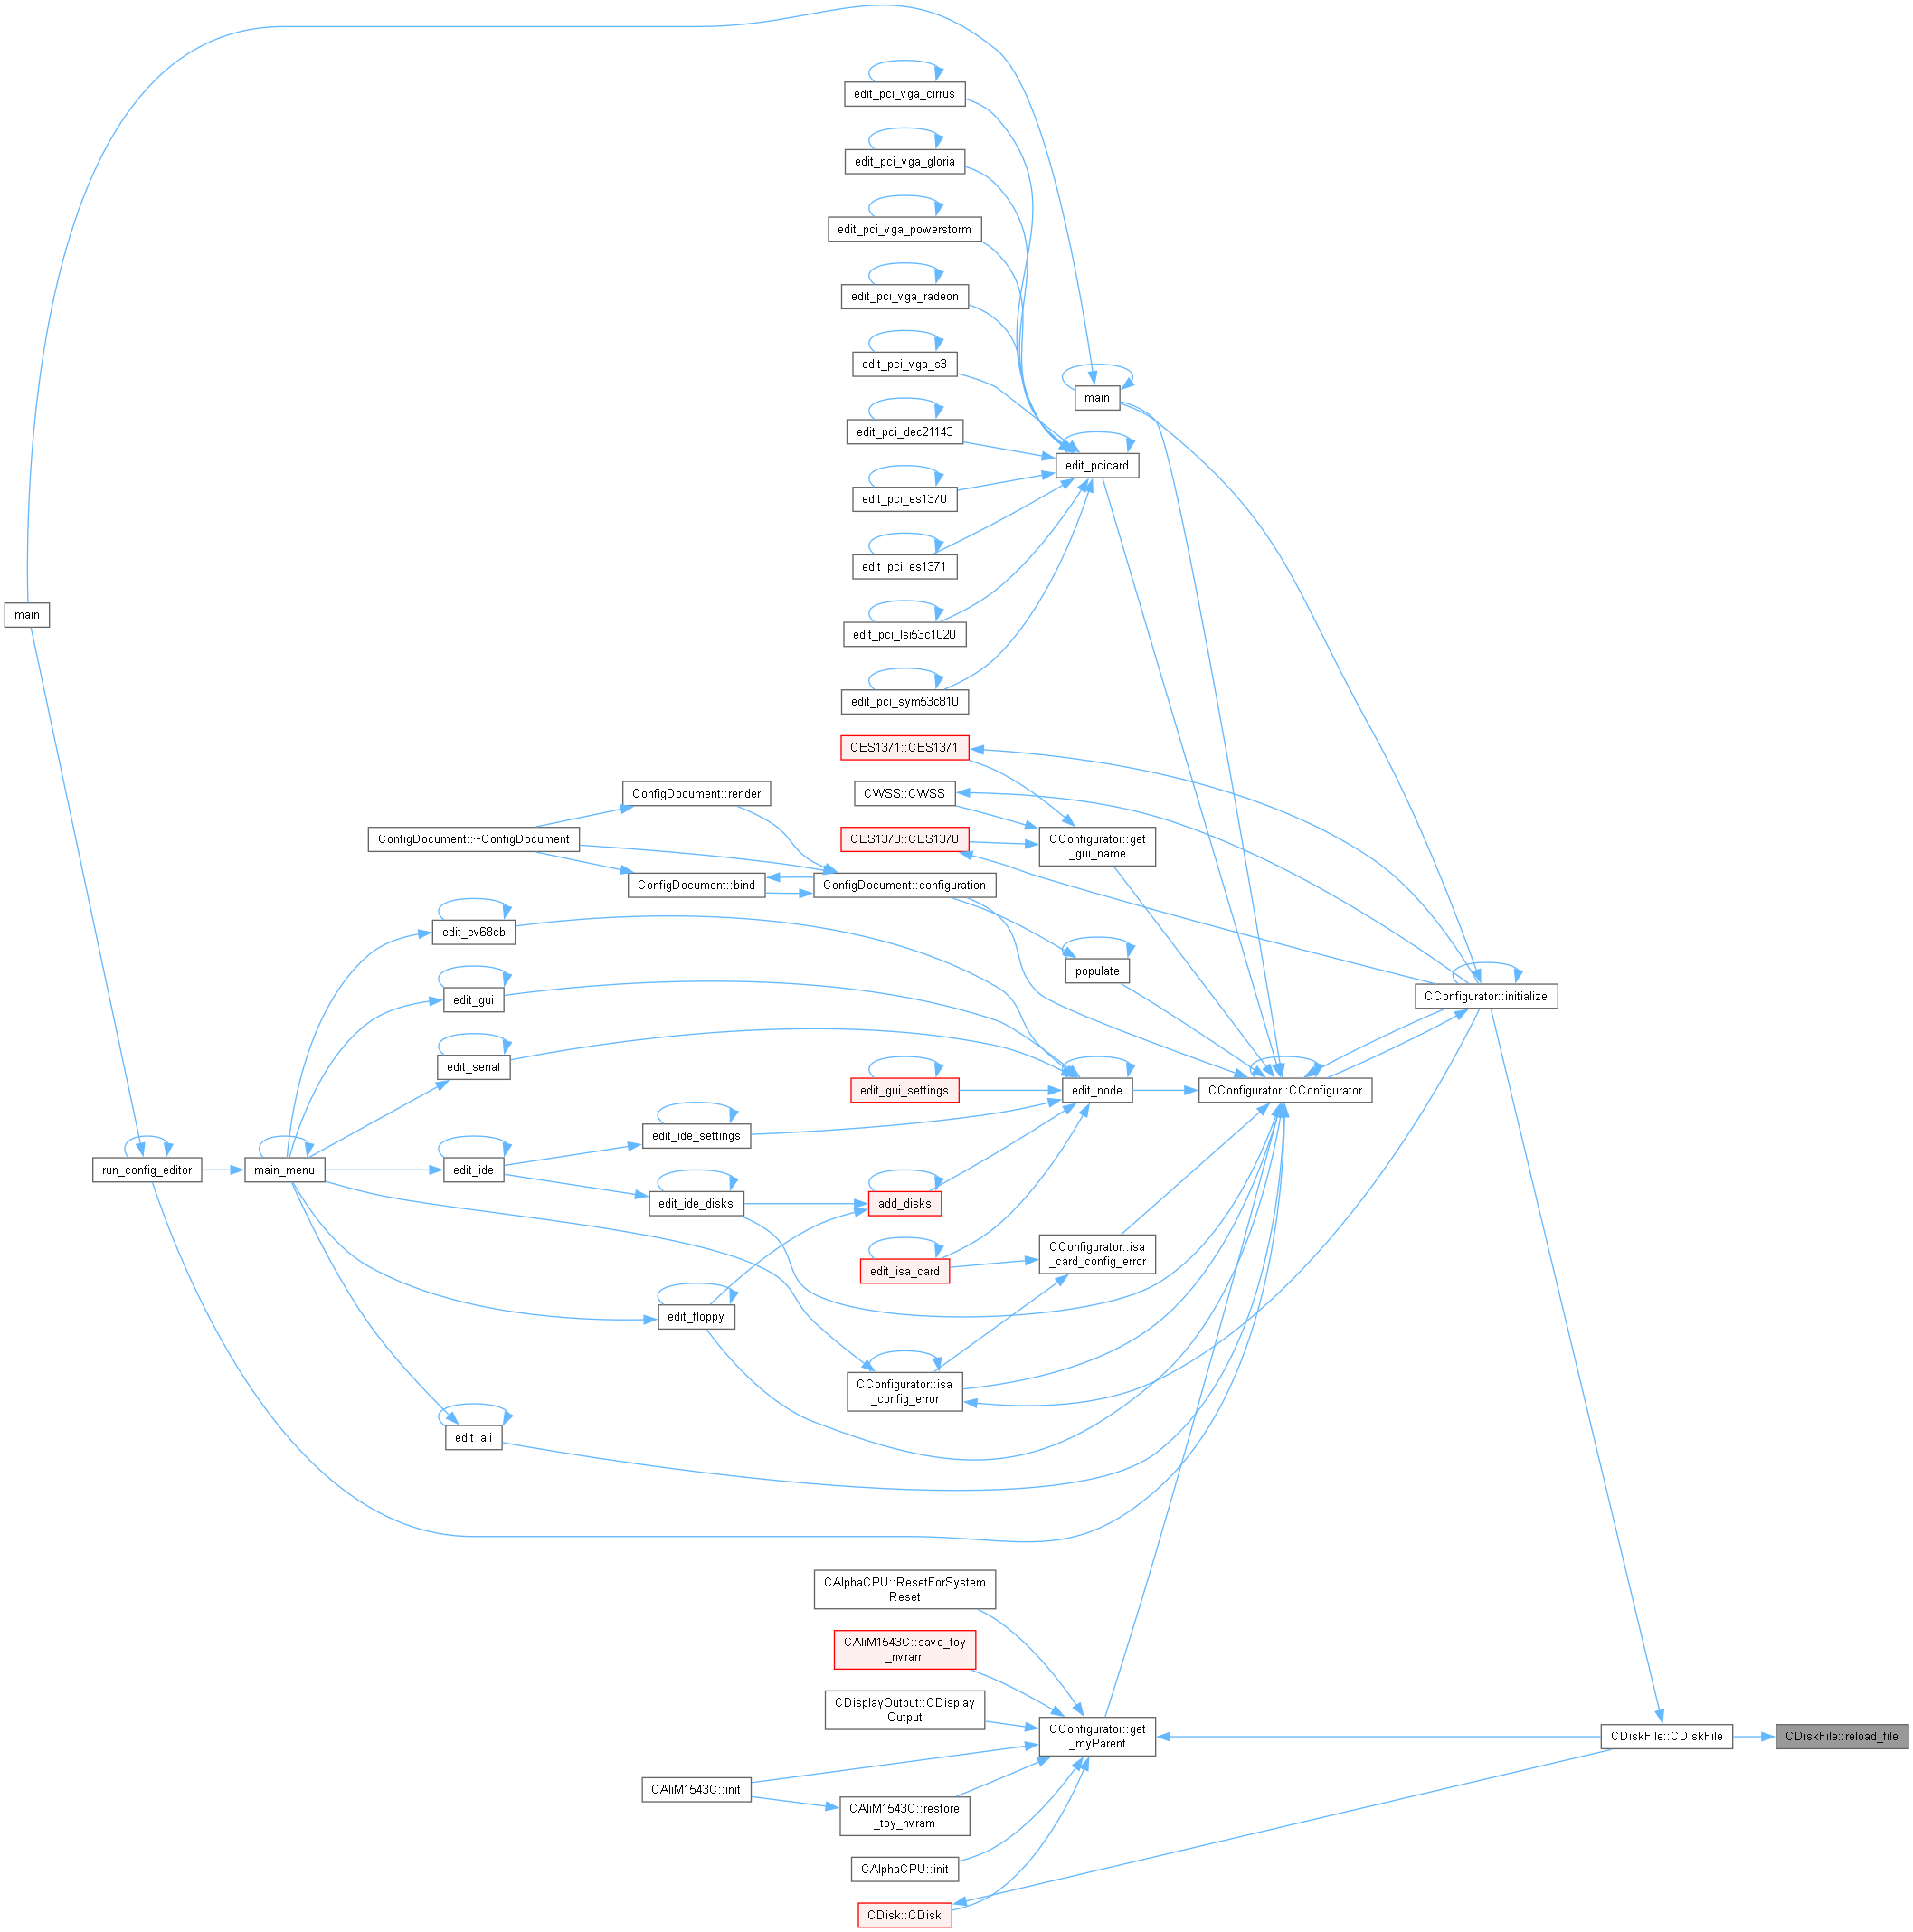 edit_pci_vga_cirrus
edit_pci_vga_gloria
edit_pci_vga_powerstorm
edit_pci_vga_radeon
edit_pci_vga_s3
main
edit_pci_dec21143
edit_pcicard
edit_pci_es1370
edit_pci_es1371
main
edit_pci_lsi53c1020
edit_pci_sym53c810
CES1371::CES1371
ConfigDocument::render
CWSS::CWSS
ConfigDocument::~ConfigDocument
CES1370::CES1370
CConfigurator::get
_gui_name
ConfigDocument::bind
ConfigDocument::configuration
edit_ev68cb
populate
edit_gui
CConfigurator::initialize
edit_serial
edit_gui_settings
edit_node
CConfigurator::CConfigurator
edit_ide_settings
run_config_editor
main_menu
edit_ide
edit_ide_disks
add_disks
CConfigurator::isa
_card_config_error
edit_isa_card
edit_floppy
CConfigurator::isa
_config_error
edit_ali
CAlphaCPU::ResetForSystem
Reset
CAliM1543C::save_toy
_nvram
CDisplayOutput::CDisplay
Output
CConfigurator::get
_myParent
CDiskFile::CDiskFile
CDiskFile::reload_file
CAliM1543C::init
CAliM1543C::restore
_toy_nvram
CAlphaCPU::init
CDisk::CDisk